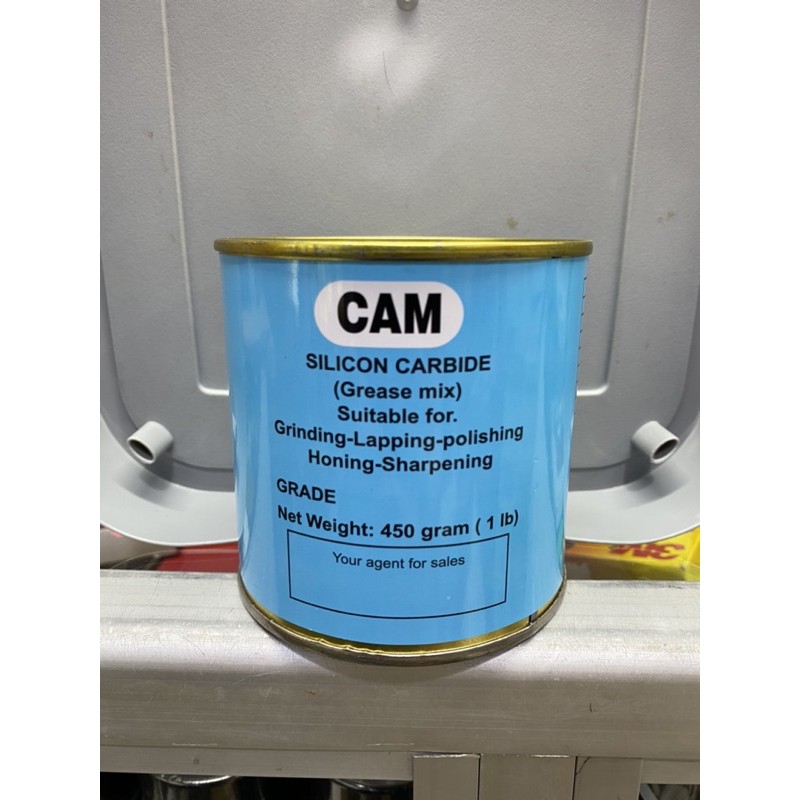 CAM
SILICON CARBIDE
(Grease mix)
Suitable for.
Grinding-Lapping-polishing
Honing-Sharpening
GRADE
Net Weight: 450 gram ( 1 lb)
Your agent for sales
3M